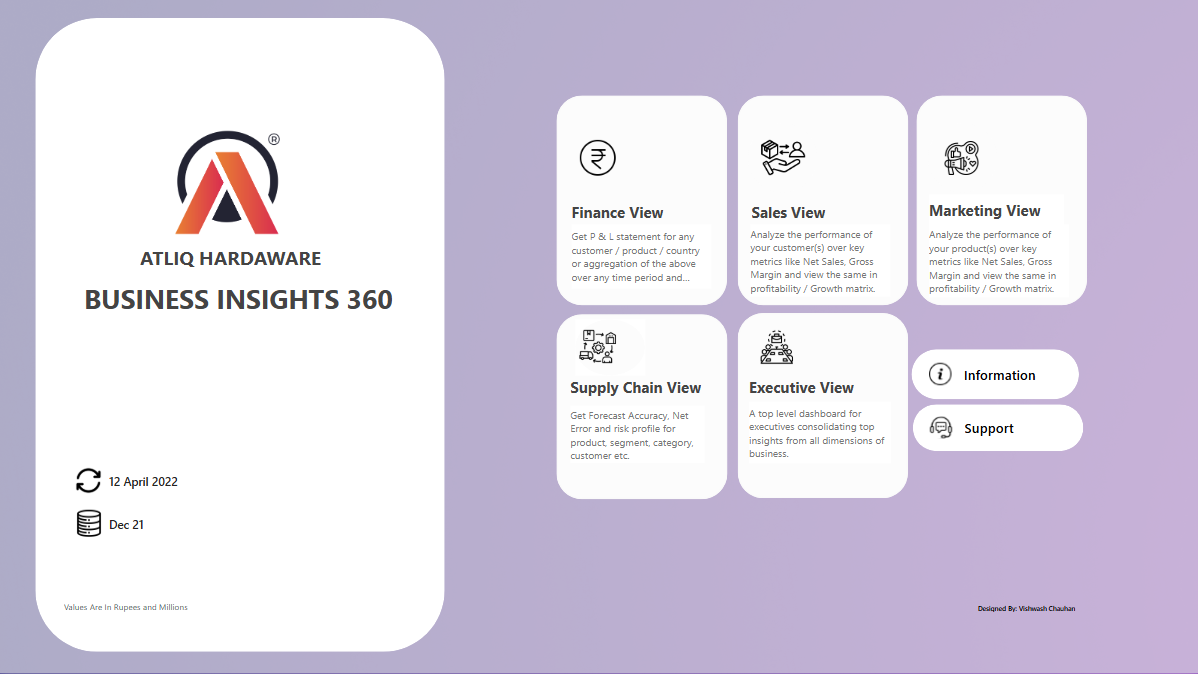 ®
ATLIQ HARDAWARE
BUSINESS INSIGHTS 360
12 April 2022
Dec 21
Values Are In Rupees and Millions
Finance View
Get P & L statement for any
customer / product / country
or aggregation of the above
over any time period and...
Sales View
Analyze the performance of
your customer(s) over key
metrics like Net Sales, Gross
Margin and view the same in
profitability / Growth matrix.
Marketing View
Analyze the performance of
your product(s) over key
metrics like Net Sales, Gross
Margin and view the same in
profitability / Growth matrix.
Supply Chain View
Get Forecast Accuracy, Net
Error and risk profile for
product, segment, category,
customer etc.
Executive View
A top level dashboard for
executives consolidating top
insights from all dimensions of
business.
Information
Support
Designed By: Vishwash Chauhan